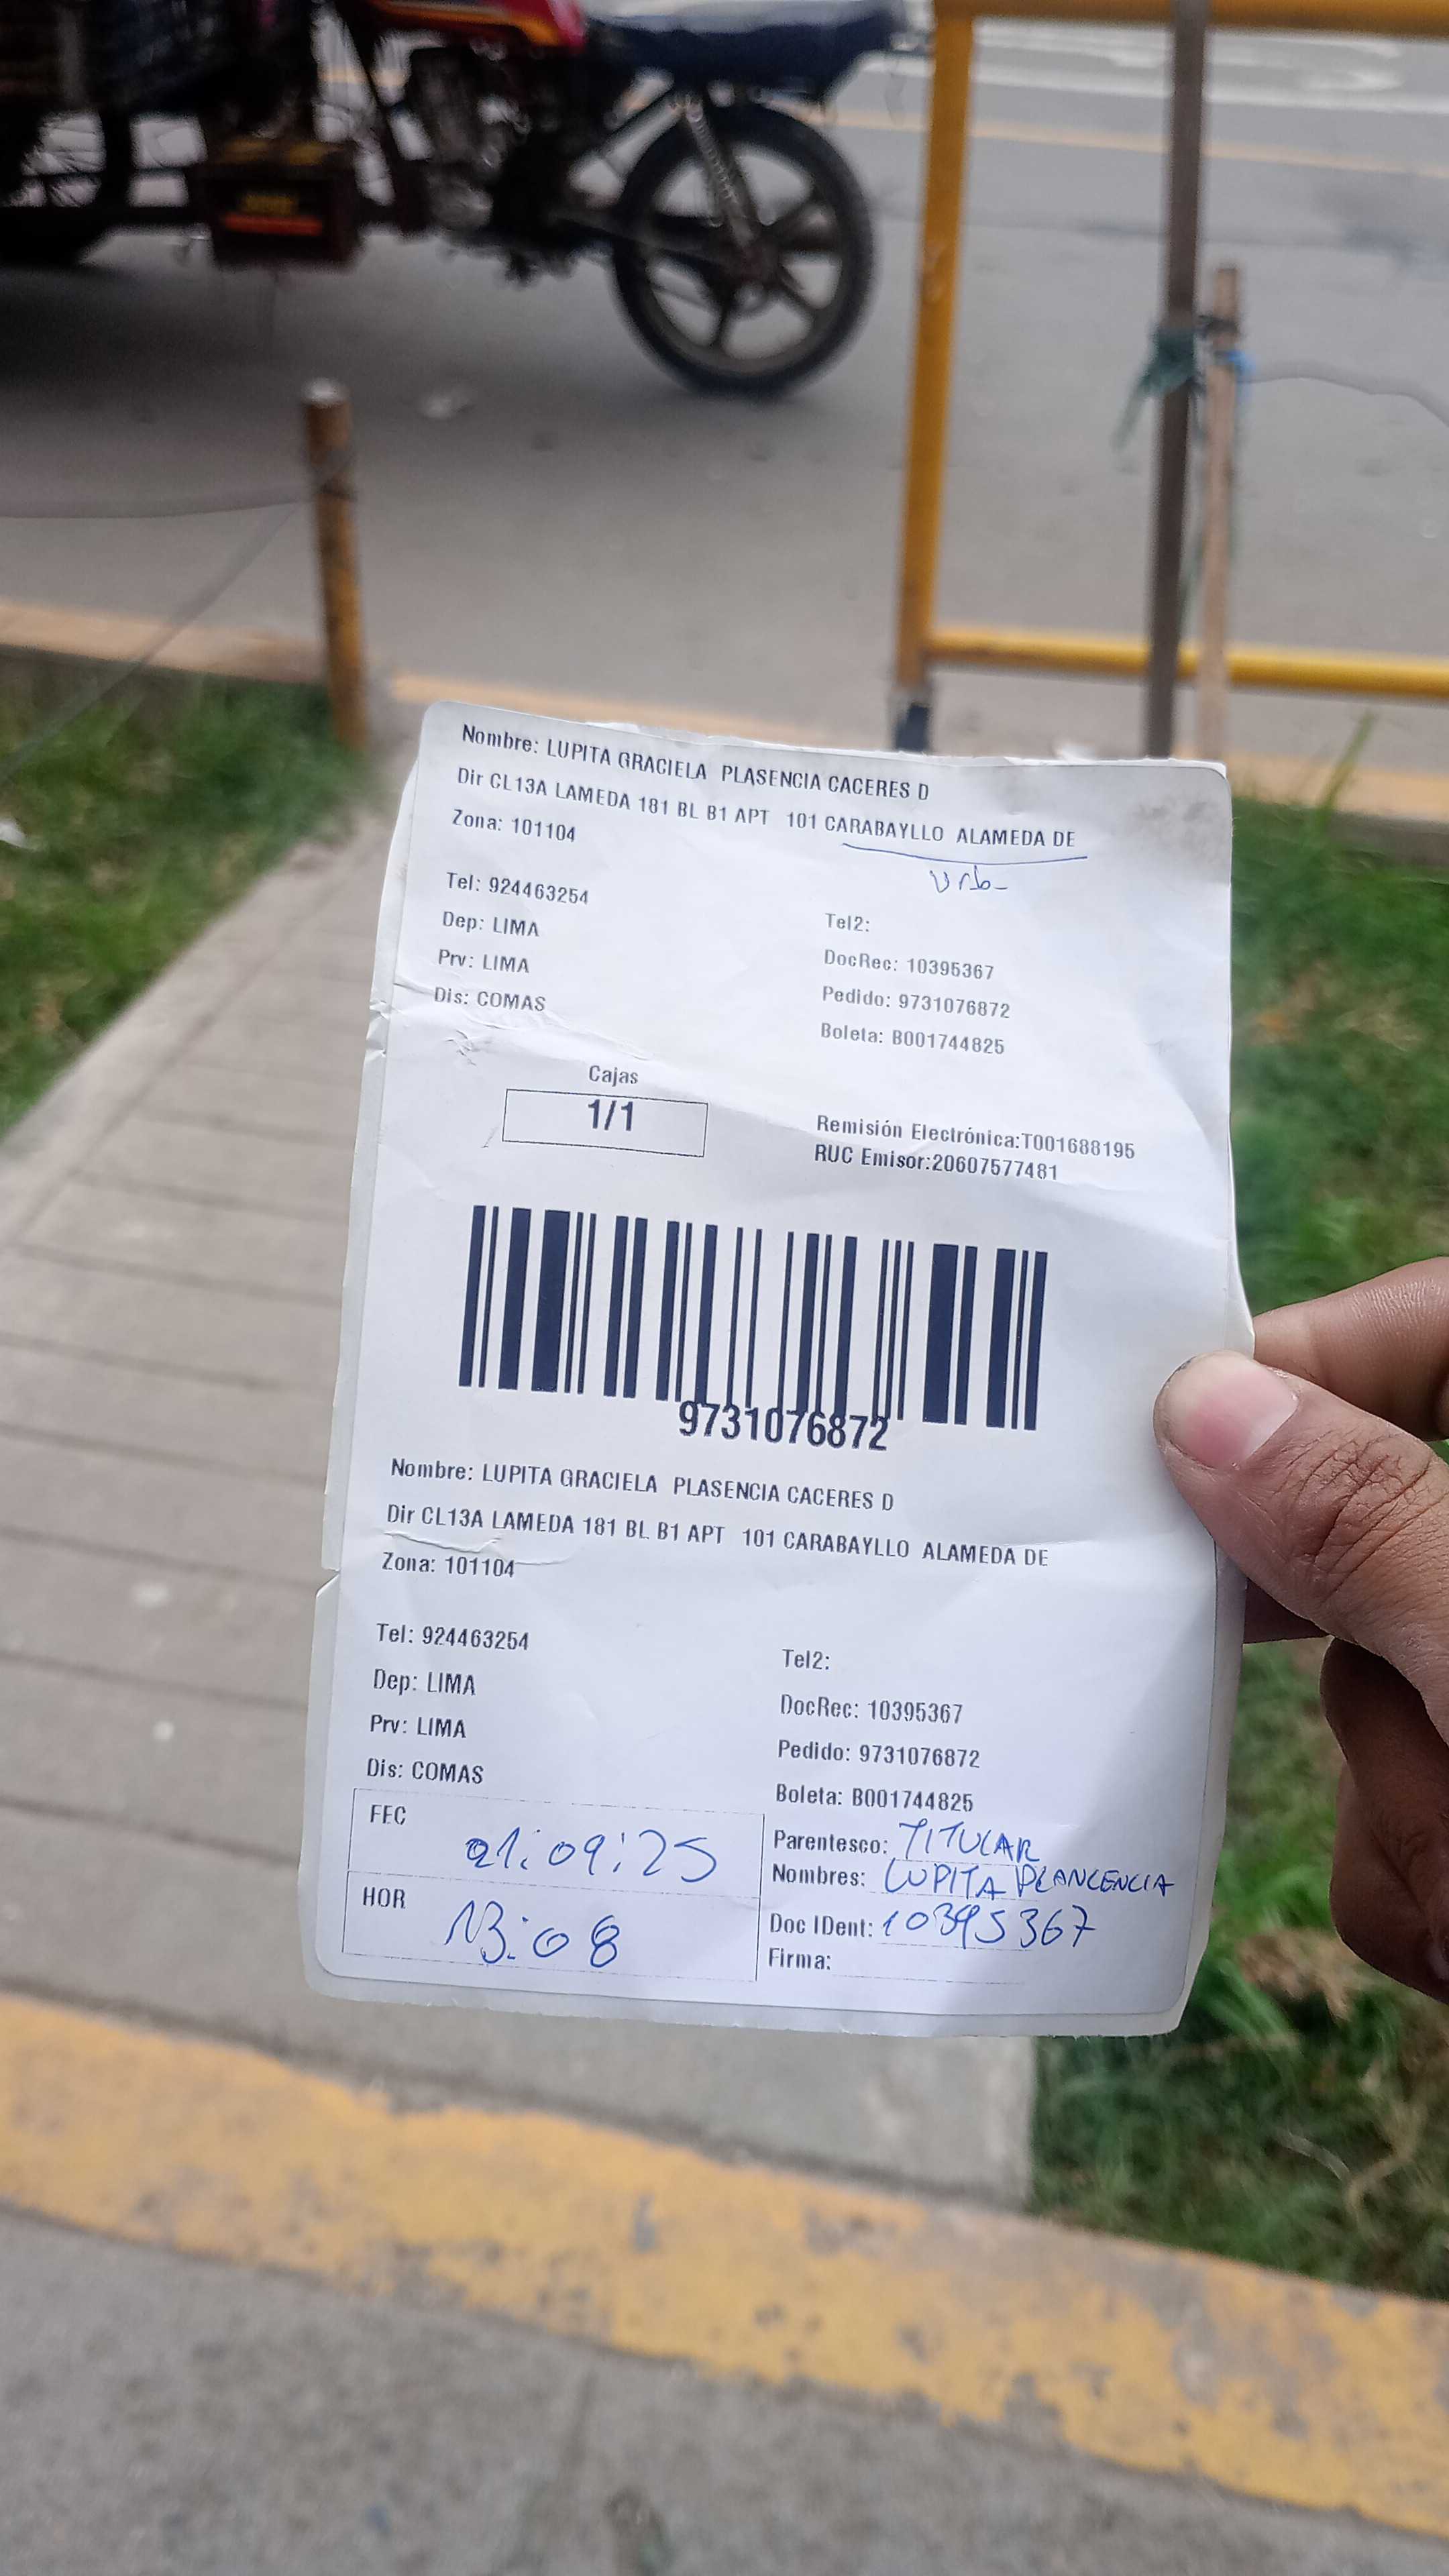 Nombre: LUPITA GRACIELA PLASENCIA CACERES D
Dir CL13A LAMEDA 181 BL B1 APT 101 CARABAYLLO ALAMEDA DE
Urb-
Zona: 101104
Tel: 924463254
Tel2:
Dep: LIMA
DocRec: 10395367
Prv: LIMA
Pedido: 9731076872
Dis: COMAS
Boleta: B001744825
Cajas
1/1
Remisión Electrónica:T001688195
RUC Emisor:20607577481
9731076872
Nombre: LUPITA GRACIELA PLASENCIA CACERES D
Dir CL13A LAMEDA 181 BL B1 APT 101 CARABAYLLO ALAMEDA DE
Zona: 101104
Tel: 924463254
Tel2:
Dep: LIMA
DocRec: 10395367
Prv: LIMA
Pedido: 9731076872
Dis: COMAS
Boleta: B001744825
FEC 01:09:25
Parentesco: TITULAR
Nombres: LUPITA PLANCENCIA
HOR 13:08
Doc IDent: 10395367
Firma: